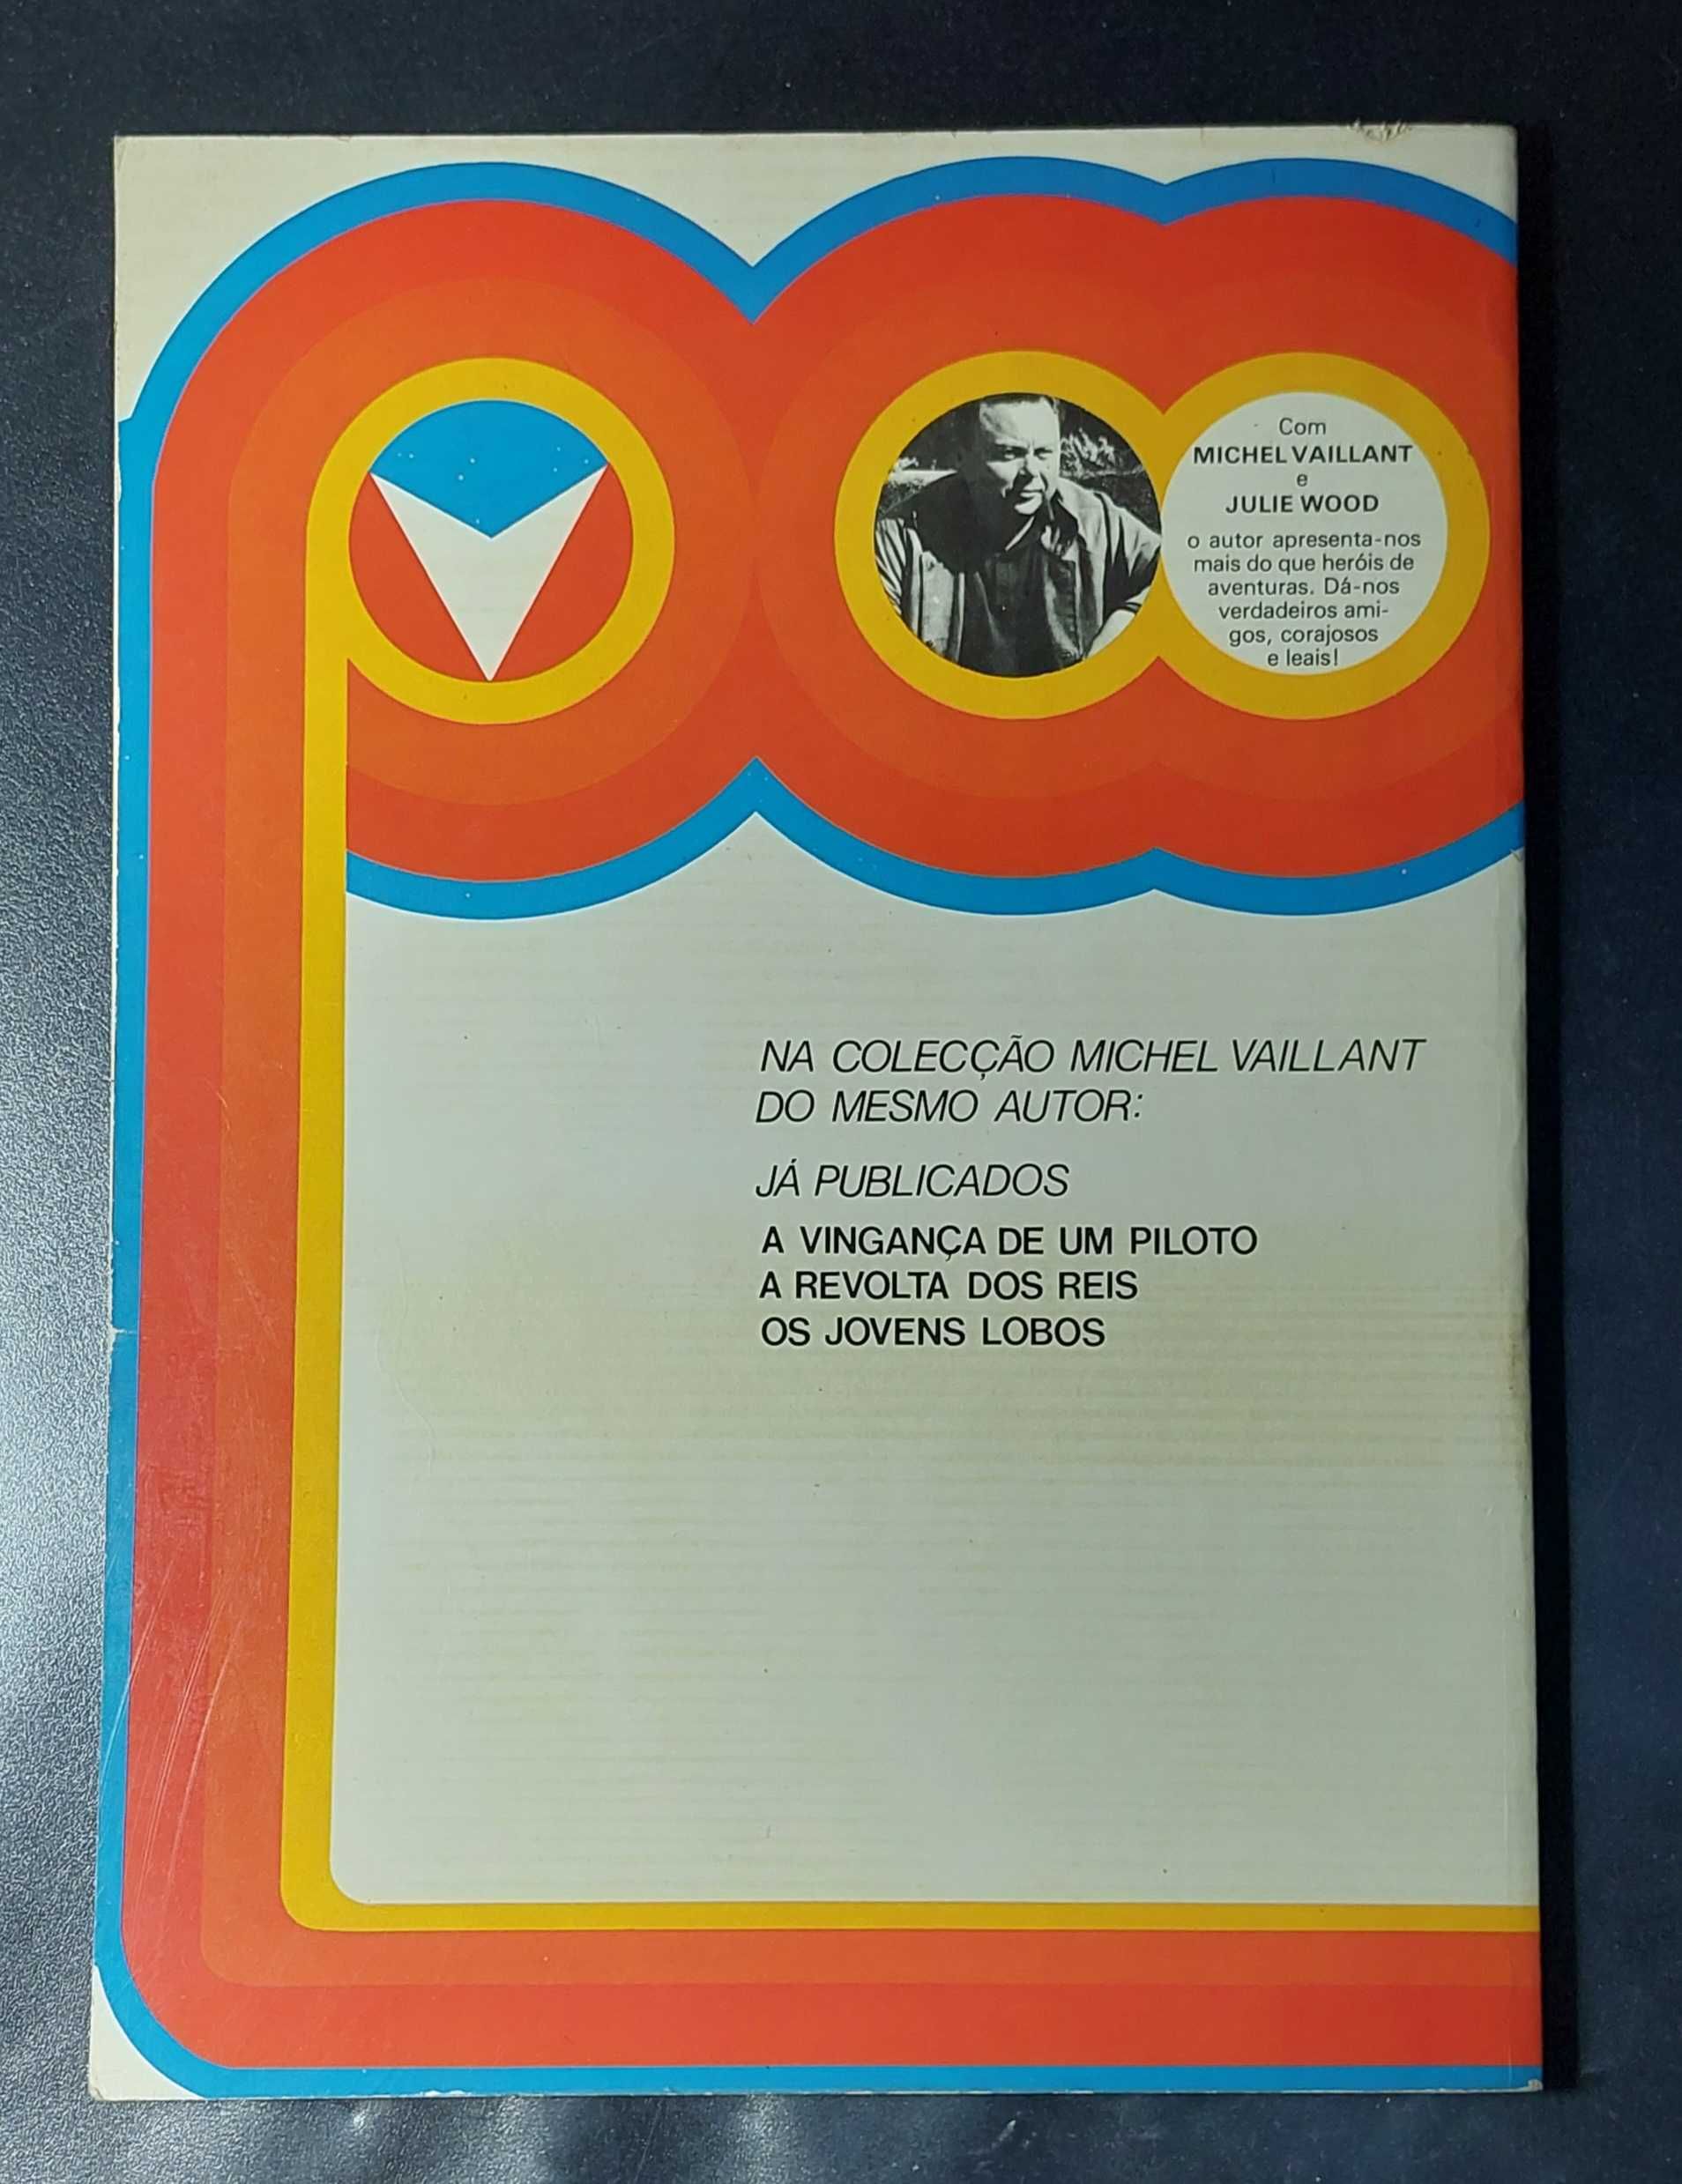 Com
MICHEL VAILLANT
e
JULIE WOOD
o autor apresenta-nos
mais do que heróis de
aventuras. Dá-nos
verdadeiros ami-
gos, corajosos
e leais!
NA COLECÇÃO MICHEL VAILLANT
DO MESMO AUTOR:
JÁ PUBLICADOS
A VINGANÇA DE UM PILOTO
A REVOLTA DOS REIS
OS JOVENS LOBOS